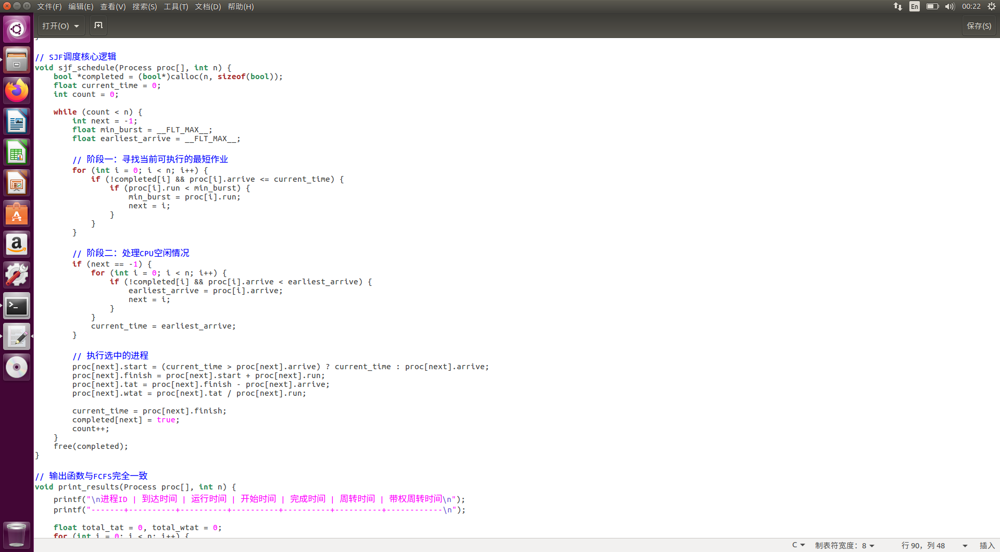 文件(F) 编辑(E) 查看(V) 搜索(S) 工具(T) 文档(D) 帮助(H) En 00:22
打开(O) 保存(S)
}
// SJF调度核心逻辑
void sjf_schedule(Process proc[], int n) {
    bool *completed = (bool*)calloc(n, sizeof(bool));
    float current_time = 0;
    int count = 0;
    while (count < n) {
        int next = -1;
        float min_burst = __FLT_MAX__;
        float earliest_arrive = __FLT_MAX__;
        // 阶段一：寻找当前可执行的最短作业
        for (int i = 0; i < n; i++) {
            if (!completed[i] && proc[i].arrive <= current_time) {
                if (proc[i].run < min_burst) {
                    min_burst = proc[i].run;
                    next = i;
                }
            }
        }
        // 阶段二：处理CPU空闲情况
        if (next == -1) {
            for (int i = 0; i < n; i++) {
                if (!completed[i] && proc[i].arrive < earliest_arrive) {
                    earliest_arrive = proc[i].arrive;
                    next = i;
                }
            }
            current_time = earliest_arrive;
        }
        // 执行选中的进程
        proc[next].start = (current_time > proc[next].arrive) ? current_time : proc[next].arrive;
        proc[next].finish = proc[next].start + proc[next].run;
        proc[next].tat = proc[next].finish - proc[next].arrive;
        proc[next].wtat = proc[next].tat / proc[next].run;
        current_time = proc[next].finish;
        completed[next] = true;
        count++;
    }
    free(completed);
}
// 输出函数与FCFS完全一致
void print_results(Process proc[], int n) {
    printf("\n进程ID | 到达时间 | 运行时间 | 开始时间 | 完成时间 | 周转时间 | 带权周转时间\n");
    printf("-------+----------+----------+----------+----------+----------+------------\n");
    float total_tat = 0, total_wtat = 0;
    for (int i = 0; i < n; i++) {
C 制表符宽度：8 行 90，列 48 插入